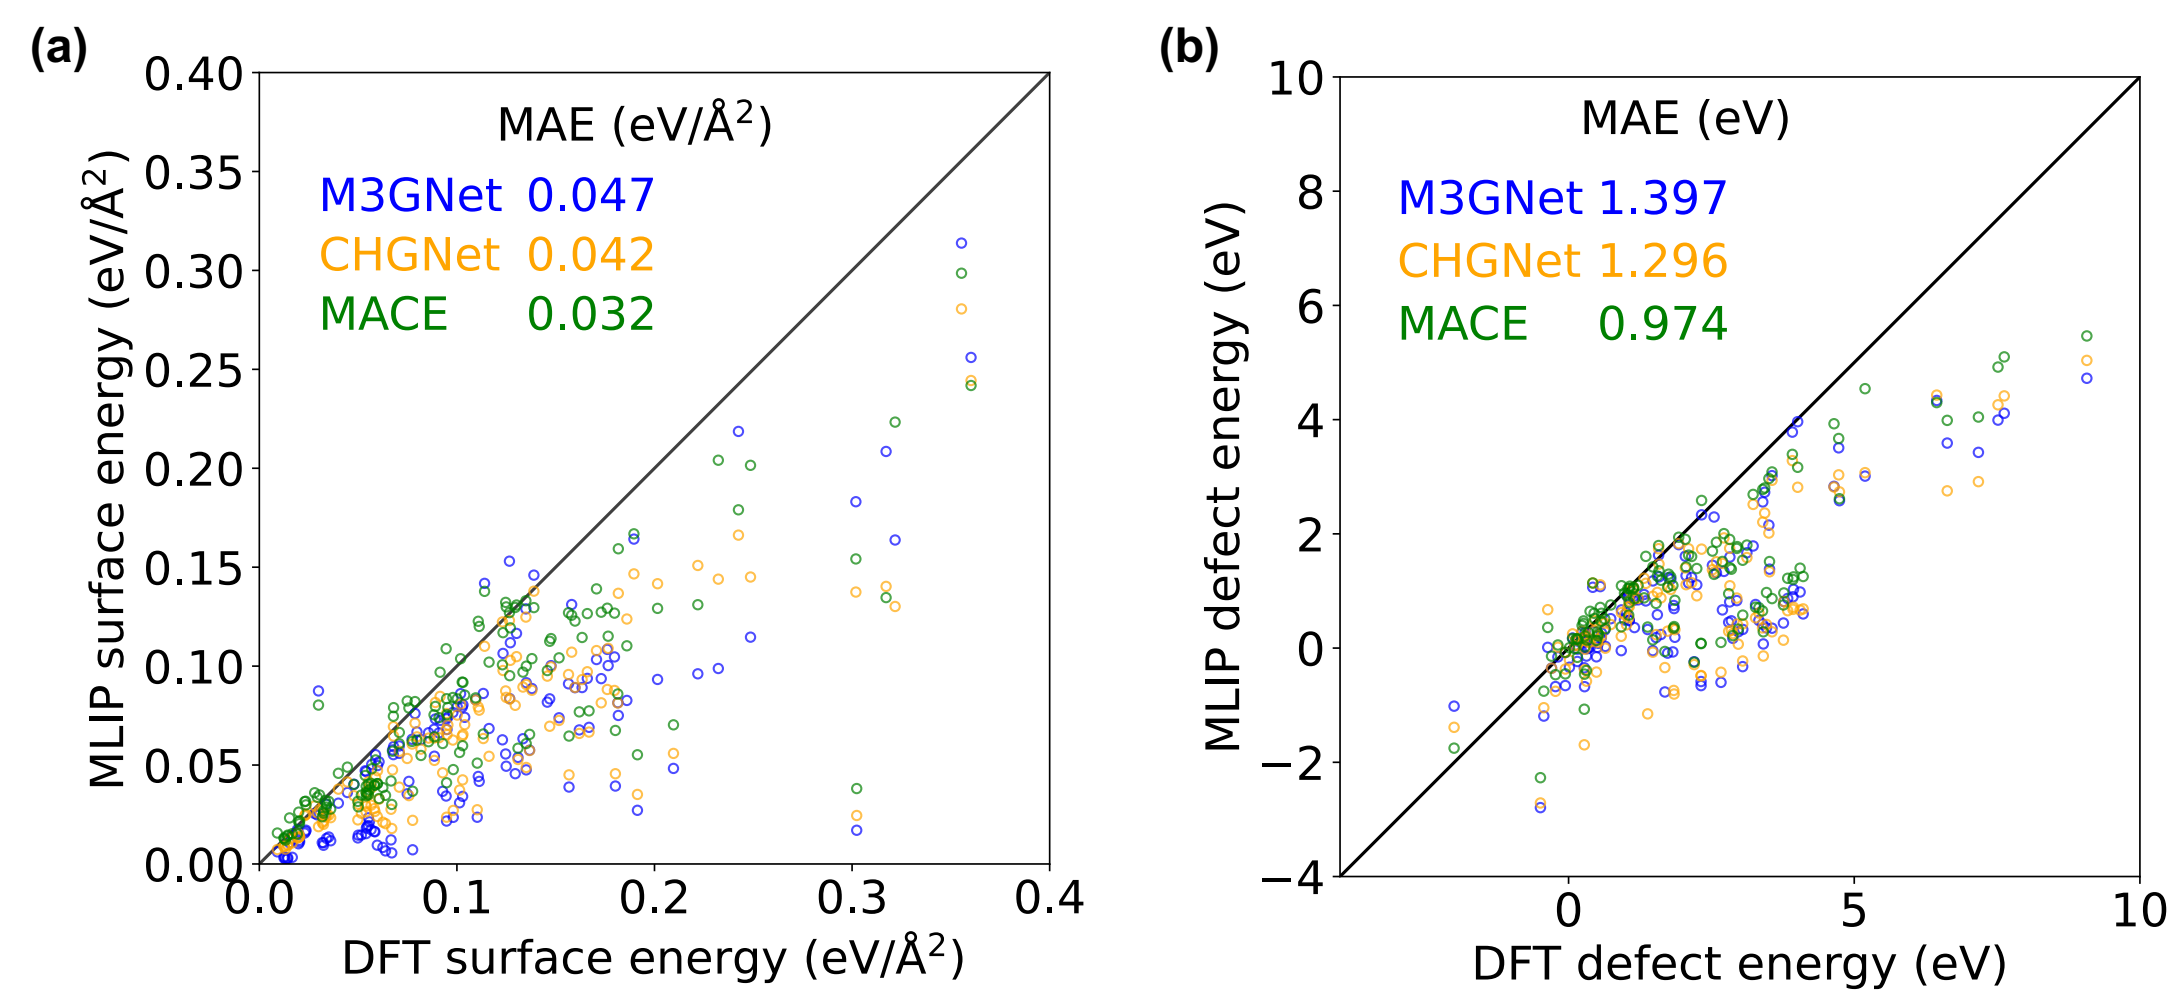 (a)
MAE (eV/Å²)
M3GNet 0.047
CHGNet 0.042
MACE 0.032
0.40
0.35
0.30
0.25
0.20
0.15
0.10
0.05
0.00
0.0 0.1 0.2 0.3 0.4
MLIP surface energy (eV/Å²)
DFT surface energy (eV/Å²)
(b)
MAE (eV)
M3GNet 1.397
CHGNet 1.296
MACE 0.974
10
8
6
4
2
0
−2
−4
0 5 10
MLIP defect energy (eV)
DFT defect energy (eV)